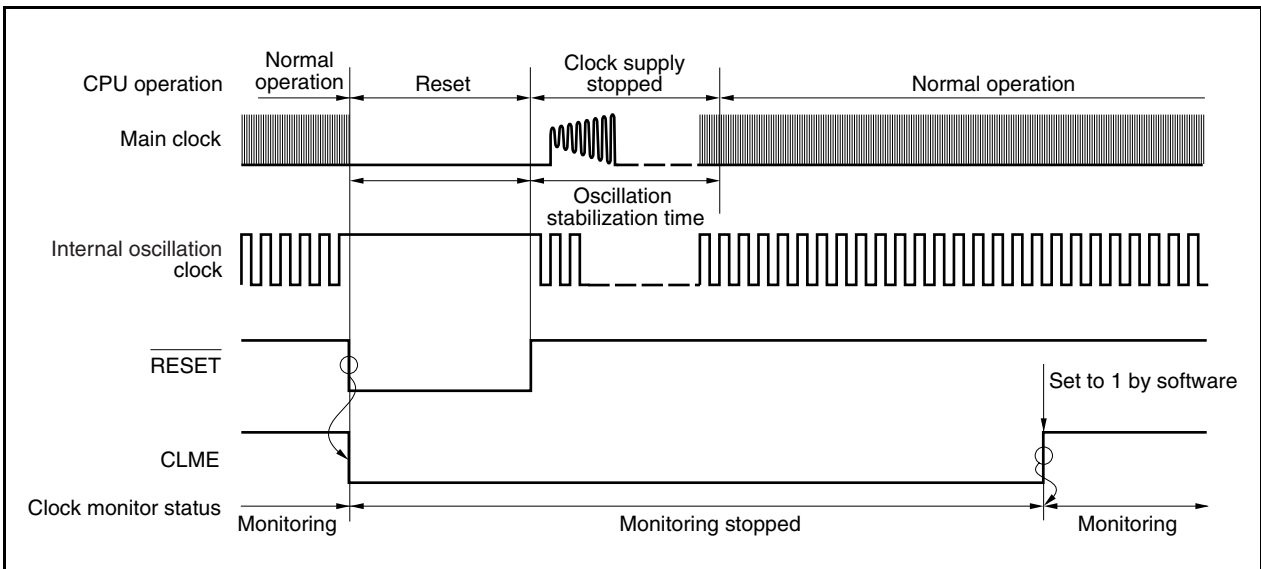 CPU operation
Normal
operation
Reset
Clock supply
stopped
Normal operation
Main clock
Oscillation
stabilization time
Internal oscillation
clock
RESET
Set to 1 by software
CLME
Clock monitor status
Monitoring
Monitoring stopped
Monitoring